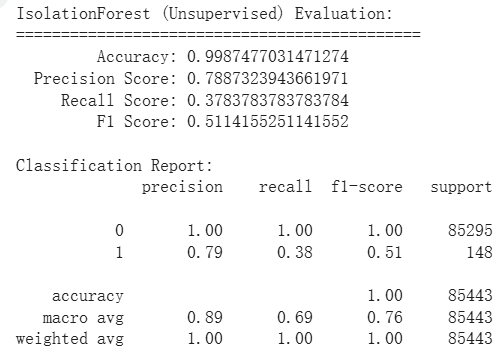 IsolationForest (Unsupervised) Evaluation:
=============================================
Accuracy: 0.9987477031471274
Precision Score: 0.7887323943661971
Recall Score: 0.3783783783783784
F1 Score: 0.5114155251141552
Classification Report:
precision recall f1-score support
0 1.00 1.00 1.00 85295
1 0.79 0.38 0.51 148
accuracy 1.00 85443
macro avg 0.89 0.69 0.76 85443
weighted avg 1.00 1.00 1.00 85443